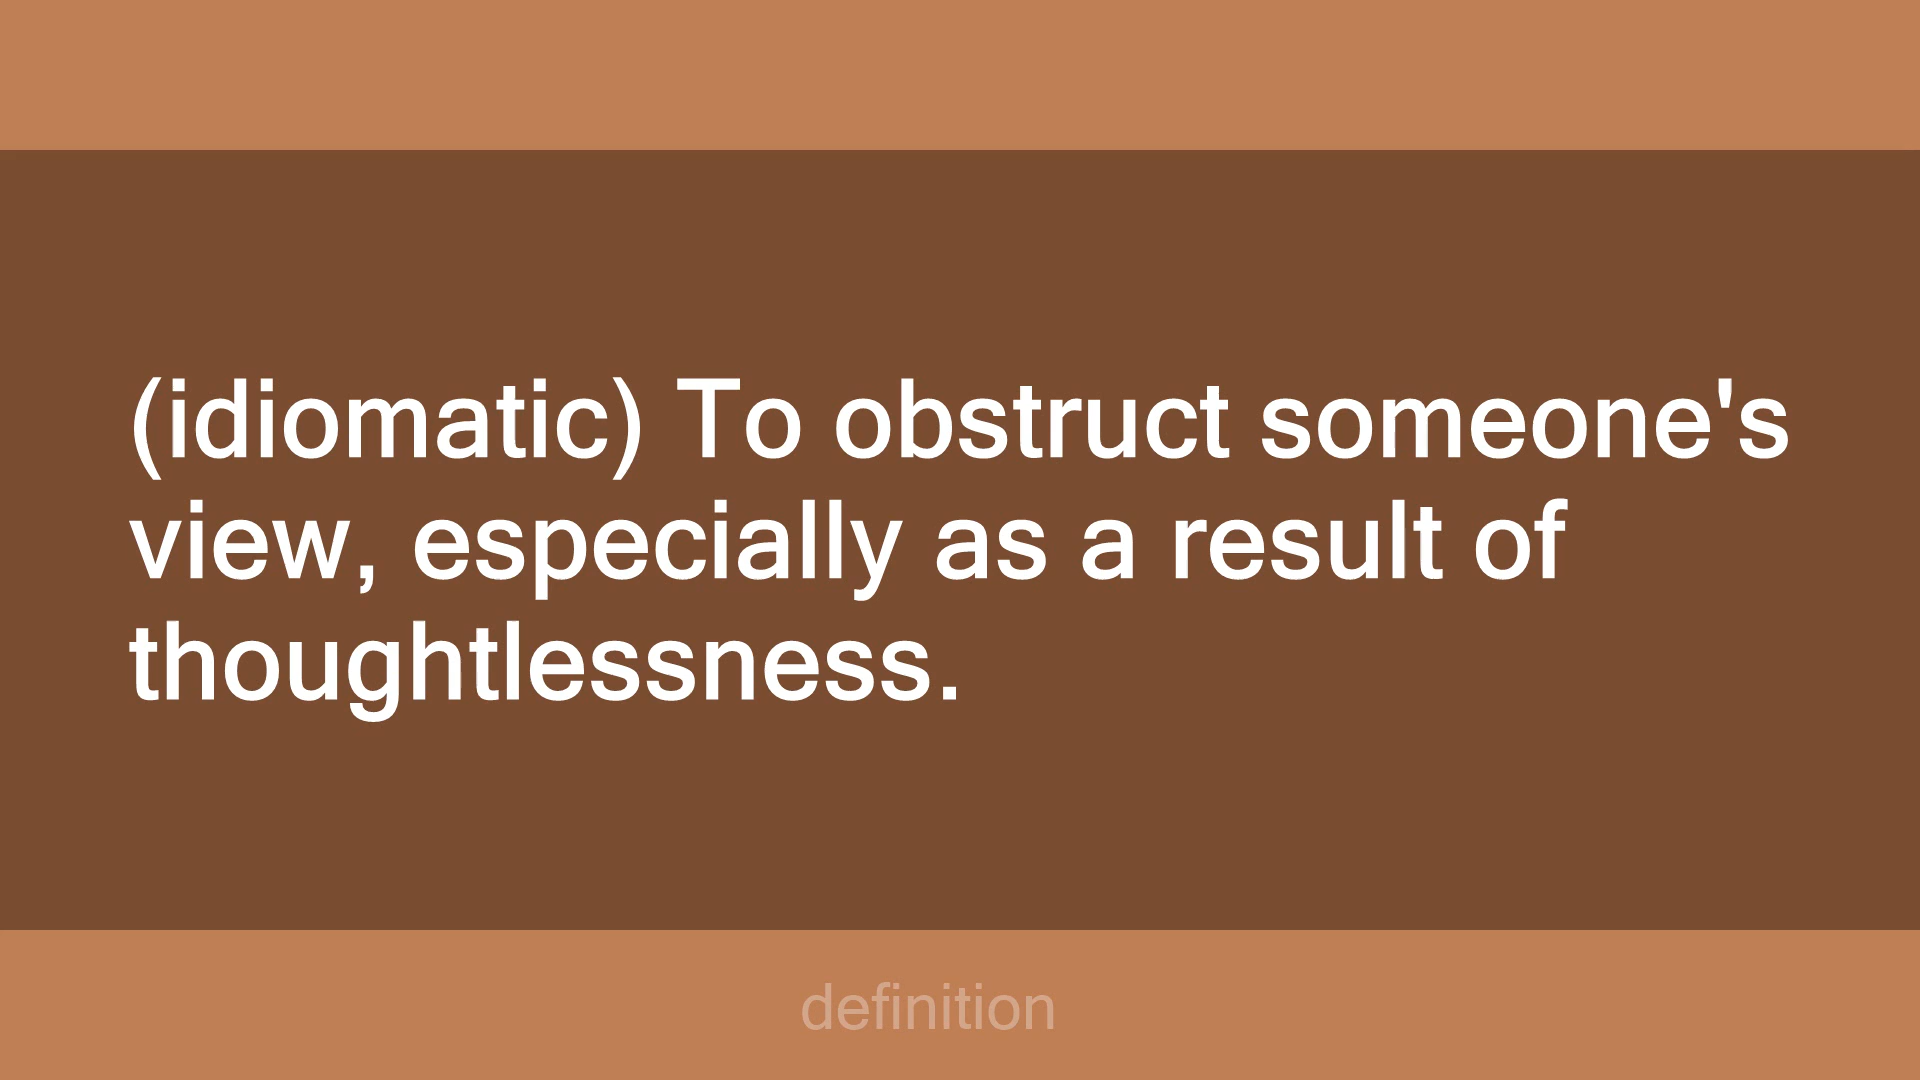 (idiomatic) To obstruct someone's
view, especially as a result of
thoughtlessness.
definition